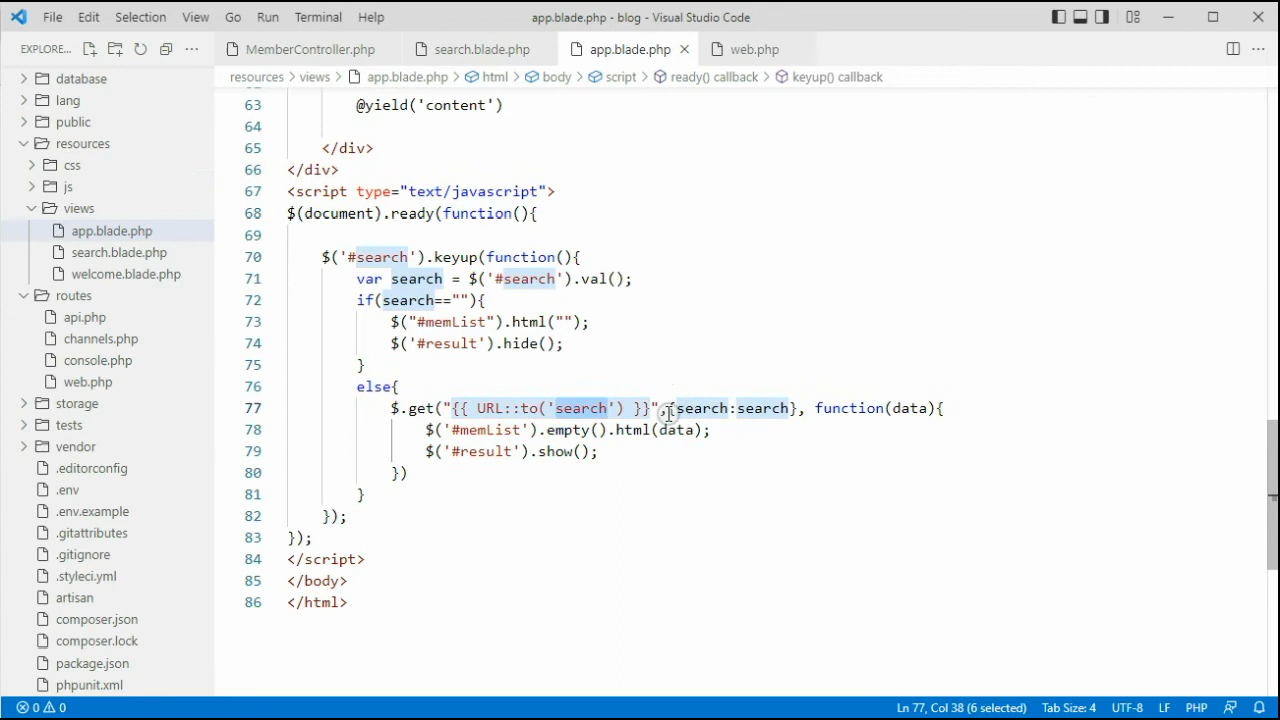 File Edit Selection View Go Run Terminal Help
app.blade.php - blog - Visual Studio Code
EXPLORE...
MemberController.php search.blade.php app.blade.php web.php
resources > views > app.blade.php > html > body > script > ready() callback > keyup() callback
database
lang
public
resources
css
js
views
app.blade.php
search.blade.php
welcome.blade.php
routes
api.php
channels.php
console.php
web.php
storage
tests
vendor
.editorconfig
.env
.env.example
.gitattributes
.gitignore
.styleci.yml
artisan
composer.json
composer.lock
package.json
phpunit.xml
63 @yield('content')
64
65 </div>
66 </div>
67 <script type="text/javascript">
68 $(document).ready(function(){
69
70 $('#search').keyup(function(){
71 var search = $('#search').val();
72 if(search==""){
73 $("#memList").html("");
74 $('#result').hide();
75 }
76 else{
77 $.get("{{ URL::to('search') }}",{search:search}, function(data){
78 $('#memList').empty().html(data);
79 $('#result').show();
80 })
81 }
82 });
83 });
84 </script>
85 </body>
86 </html>
0 0 Ln 77, Col 38 (6 selected) Tab Size: 4 UTF-8 LF PHP